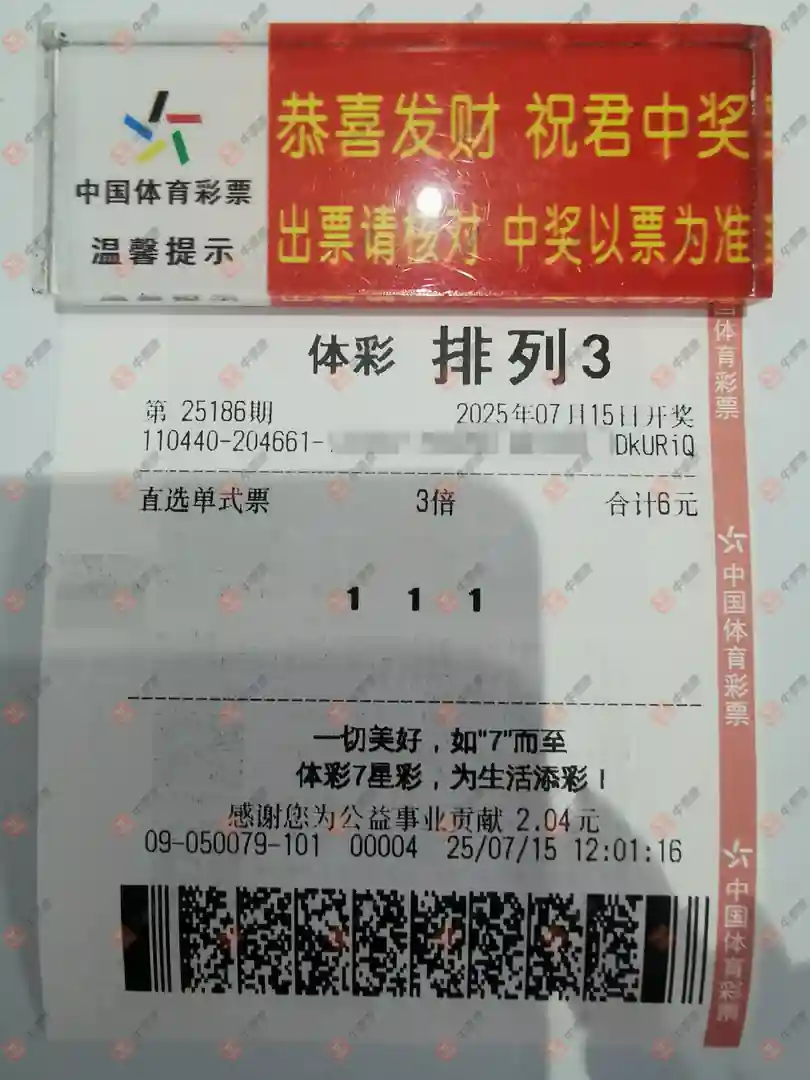 恭喜发财 祝君中奖
出票请核对 中奖以票为准
中国体育彩票
温馨提示
体彩 排列3
第 25186期 2025年07月15日开奖
110440-204661- DkURiQ
直选单式票 3倍 合计6元
1 1 1
一切美好，如"7"而至
体彩7星彩，为生活添彩！
感谢您为公益事业贡献 2.04元
09-050079-101 00004 25/07/15 12:01:16
国体育彩票
中国体育彩票
中国体育彩票